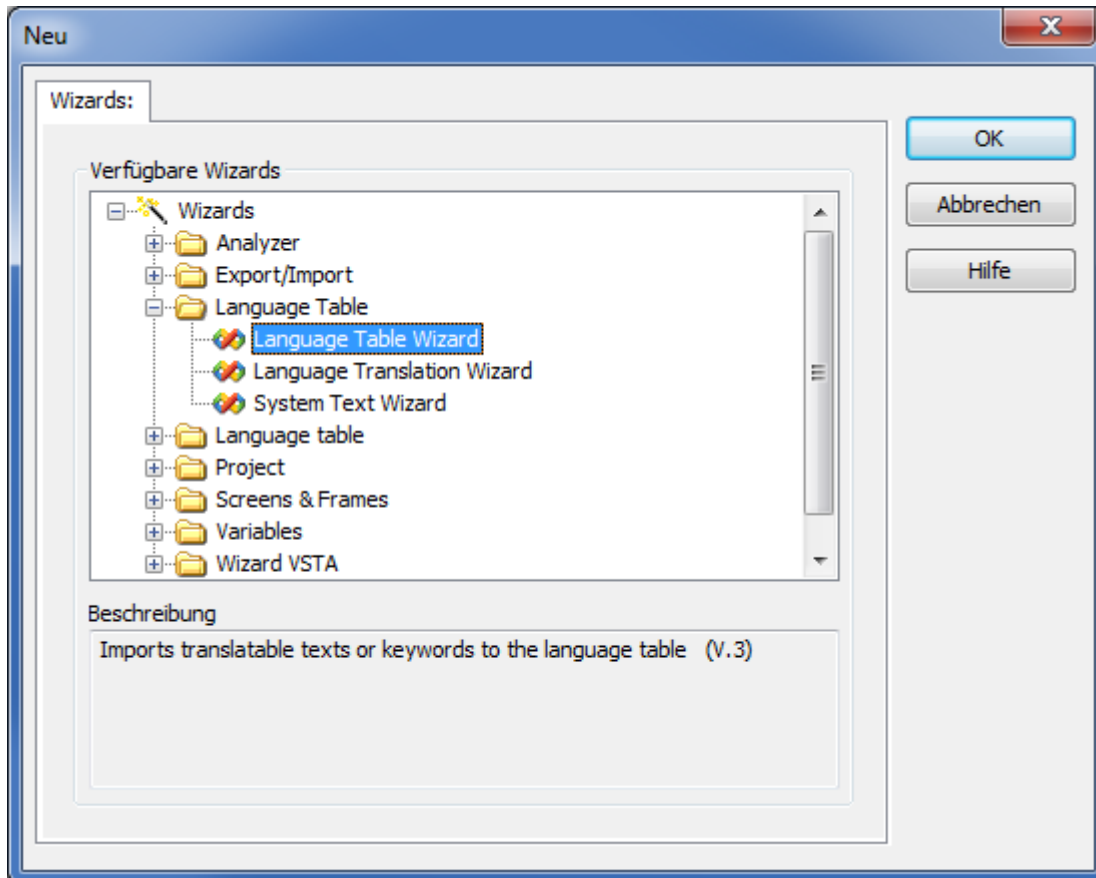 Neu
Wizards:
OK
Verfügbare Wizards
Wizards
Abbrechen
Analyzer
Export/Import
Hilfe
Language Table
Language Table Wizard
Language Translation Wizard
System Text Wizard
Language table
Project
Screens & Frames
Variables
Wizard VSTA
Beschreibung
Imports translatable texts or keywords to the language table (V.3)